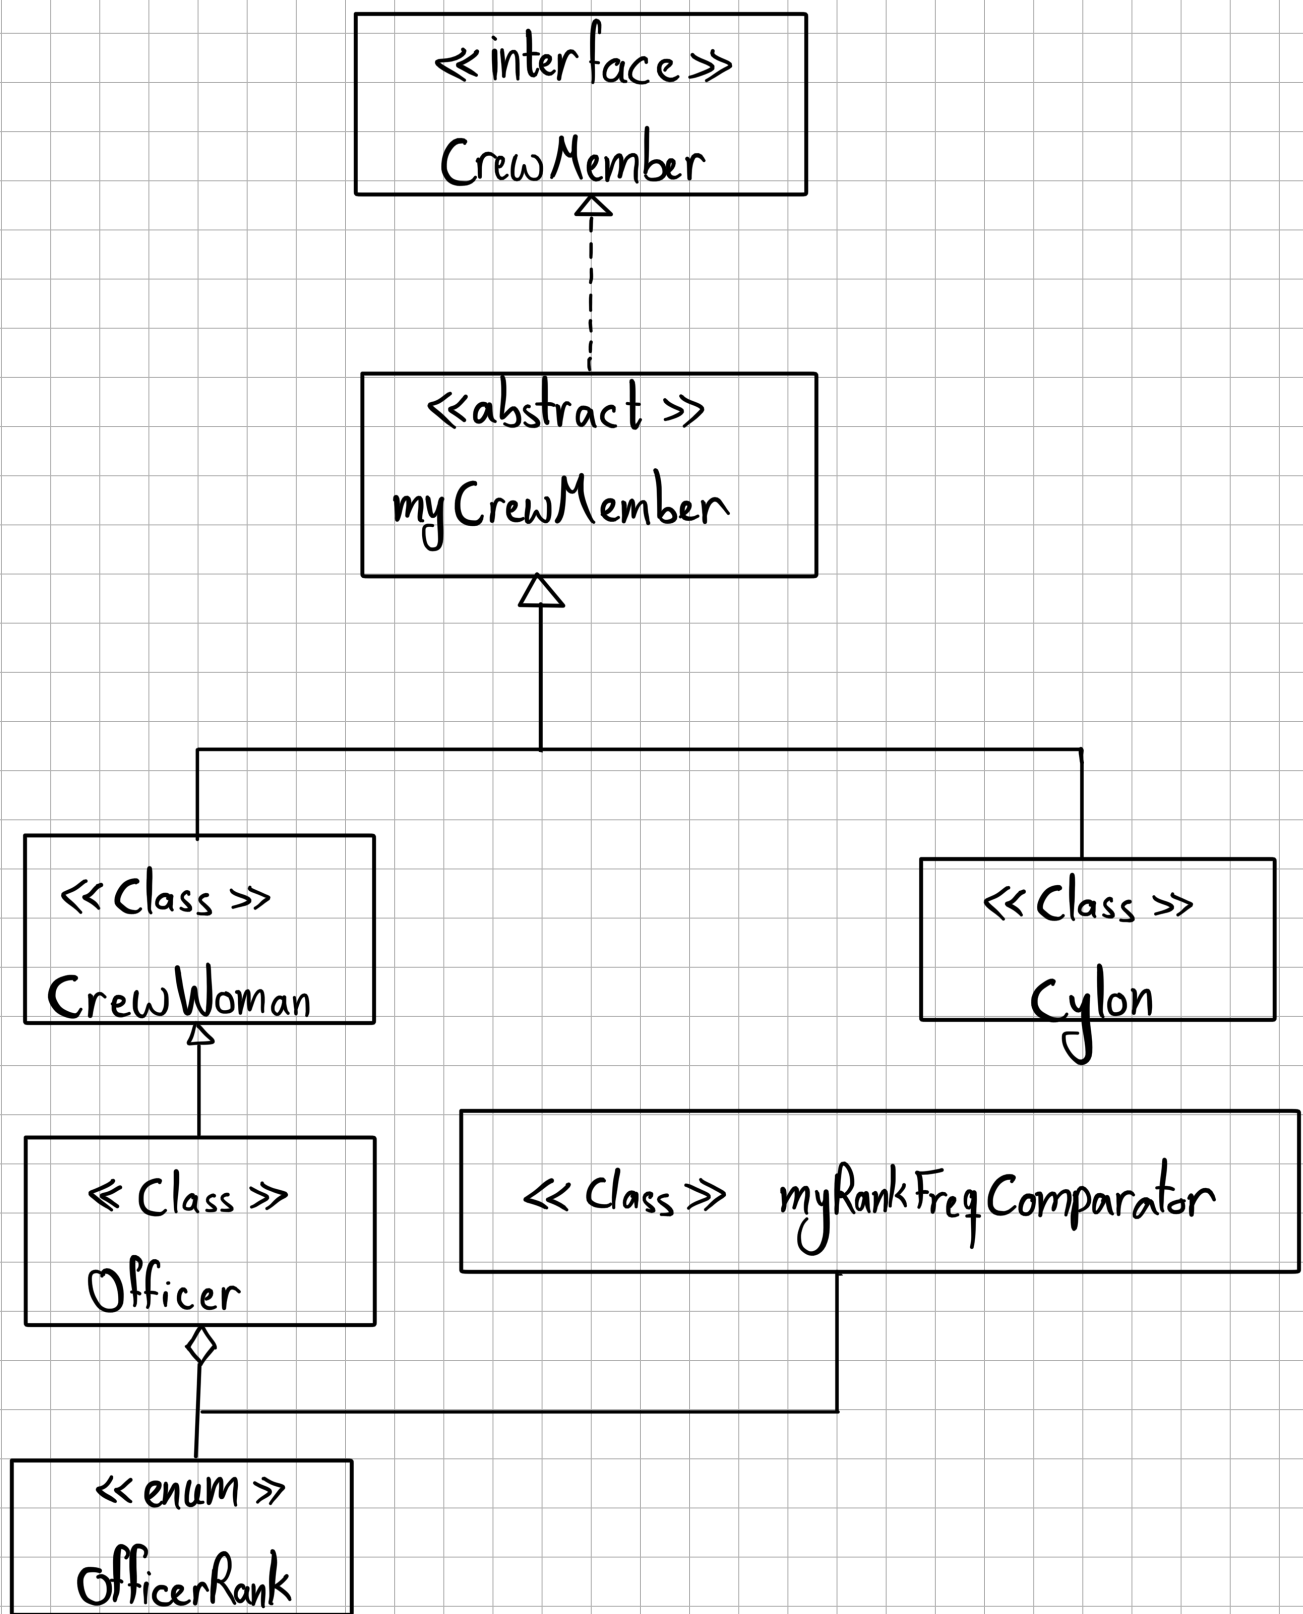 <<interface>>
CrewMember
<<abstract>>
myCrewMember
<<Class>>
CrewWoman
<<Class>>
Cylon
<<Class>>
Officer
<<Class>> myRankFreqComparator
<<enum>>
OfficerRank